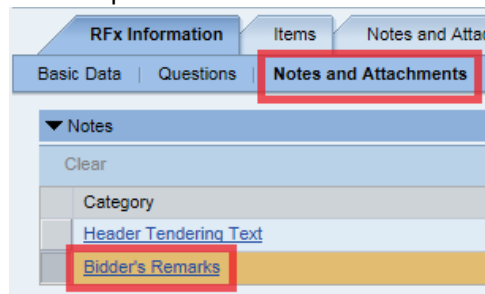 RFx Information Items Notes and
Basic Data | Questions | Notes and Attachments
Notes
Clear
Category
Header Tendering Text
Bidder's Remarks